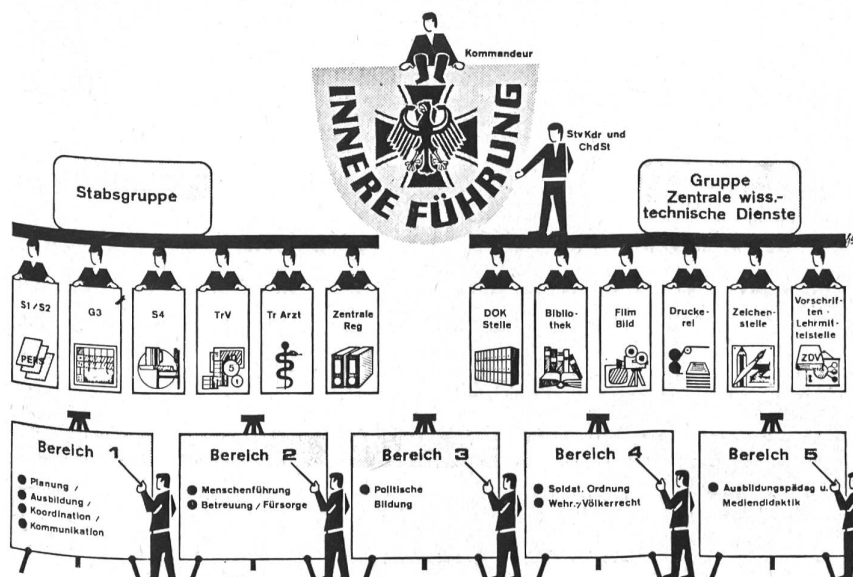 Kommandeur
INNERE FÜHRUNG
StvKdr und
ChdSt
Stabsgruppe
Gruppe
Zentrale wiss.-
technische Dienste
S1/S2
PERS
G3
S4
TrV
5
1
Tr Arzt
Zentrale
Reg
DOK
Stelle
Biblio-
thek
Film
Bild
Drucke-
rei
Zeichen-
stelle
Vorschrif-
ten -
Lehrmit-
telstelle
ZDV
1
Bereich 1
Planung /
Ausbildung /
Koordination /
Kommunikation
Bereich 2
Menschenführung
Betreuung / Fürsorge
Bereich 3
Politische
Bildung
Bereich 4
Soldat. Ordnung
Wehr- / Völkerrecht
Bereich 5
Ausbildungspädag u.
Mediendidaktik